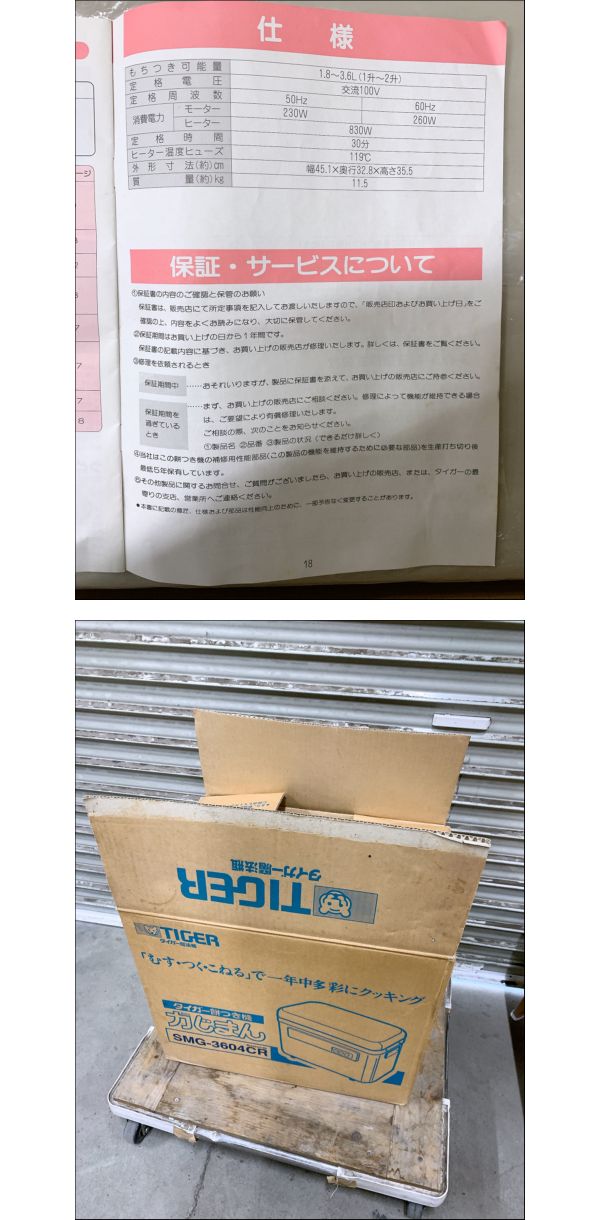 仕様
もちつき可能量 1.8～3.6L(1升～2升)
定格電圧 交流100V
定格周波数 50Hz 60Hz
消費電力 モーター 230W 260W
ヒーター 830W
定格時間 30分
ヒーター温度ヒューズ 119℃
外形寸法(約)cm 幅45.1×奥行32.8×高さ35.5
質量(約)kg 11.5
保証・サービスについて
①保証書の内容のご確認と保管のお願い
保証書は、販売店にて所定事項を記入してお渡しいたしますので、「販売店印およびお買い上げ日」をご
確認の上、内容をよくお読みになり、大切に保管してください。
②保証期間はお買い上げの日から1年間です。
保証書の記載内容に基づき、お買い上げの販売店が修理いたします。詳しくは、保証書をご覧ください。
③修理を依頼されるとき
保証期間中 ……おそれいりますが、製品に保証書を添えて、お買い上げの販売店にご持参ください。
保証期間を過ぎているとき ……まず、お買い上げの販売店にご相談ください。修理によって機能が維持できる場合
は、ご要望により有償修理いたします。
ご相談の際、次のことをお知らせください。
①製品名 ②品番 ③製品の状況(できるだけ詳しく)
④当社はこの餅つき機の補修用性能部品(この製品の機能を維持するために必要な部品)を生産打ち切り後
最低5年保有しています。
⑤その他製品に関するお問合せ、ご質問がございましたら、お買い上げの販売店、または、タイガーの最
寄りの支店、営業所へご連絡ください。
●本書に記載の意匠、仕様および部品は性能向上のために、一部予告なく変更することがあります。
18
ージ
7
7
7
8
TIGER
タイガー魔法瓶
TIGER
タイガー魔法瓶
「むす・つく・こねる」で一年中多彩にクッキング
タイガー餅つき機
力じまん
SMG-3604CR